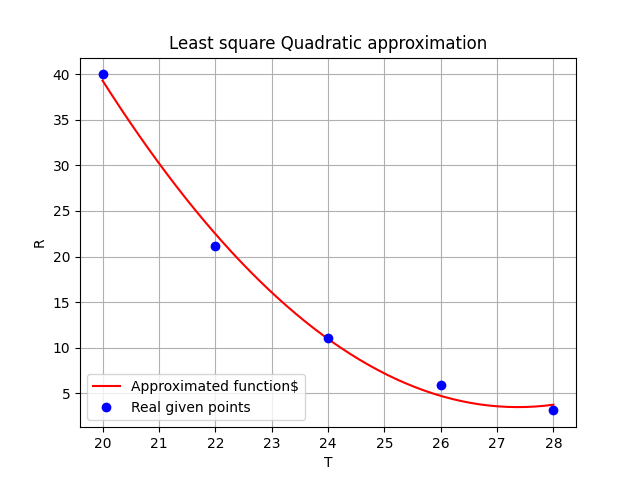 Least square Quadratic approximation
R
40
35
30
25
20
15
10
5
Approximated function$
Real given points
20 21 22 23 24 25 26 27 28
T